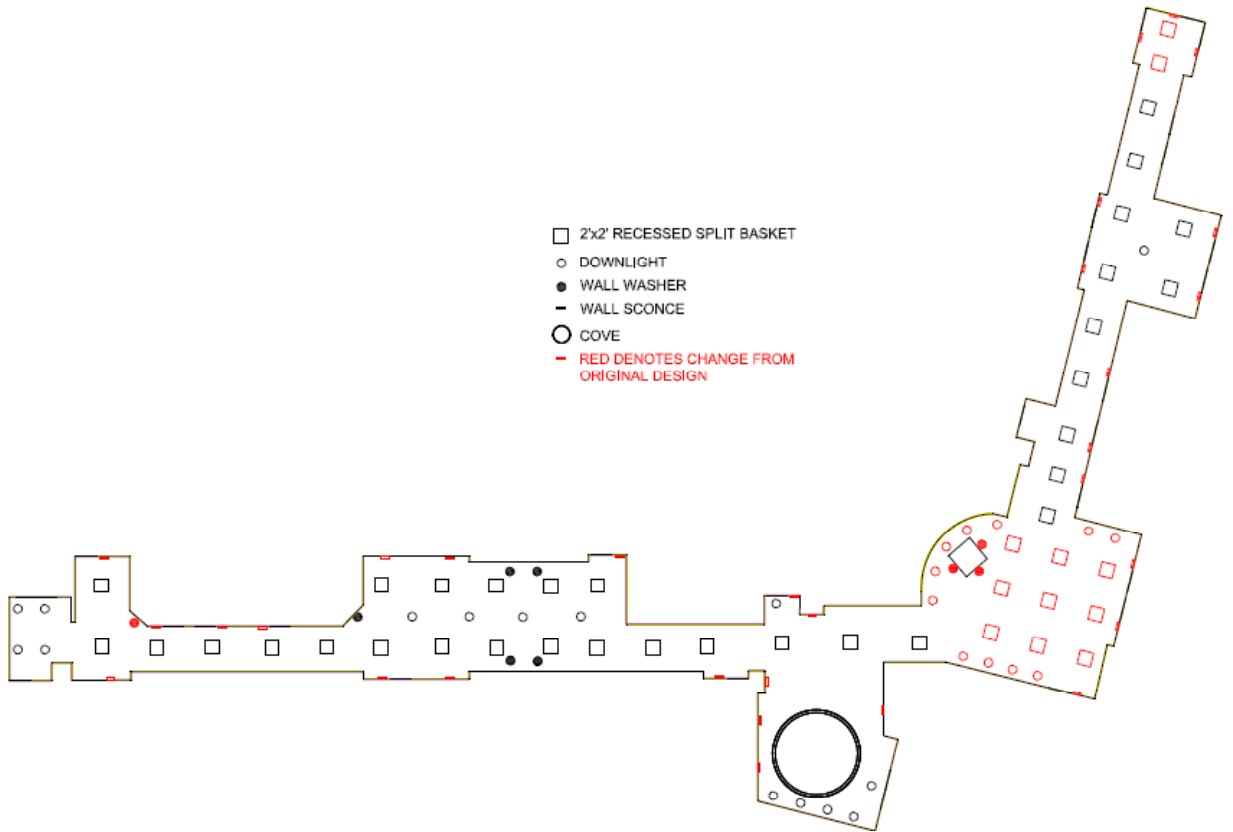 2'x2' RECESSED SPLIT BASKET
DOWNLIGHT
WALL WASHER
WALL SCONCE
COVE
RED DENOTES CHANGE FROM
ORIGINAL DESIGN